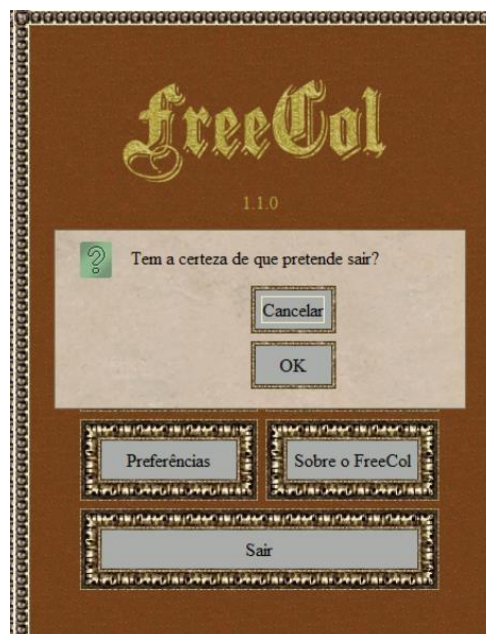 FreeCol
1.1.0
Tem a certeza de que pretende sair?
Cancelar
OK
Preferências
Sobre o FreeCol
Sair